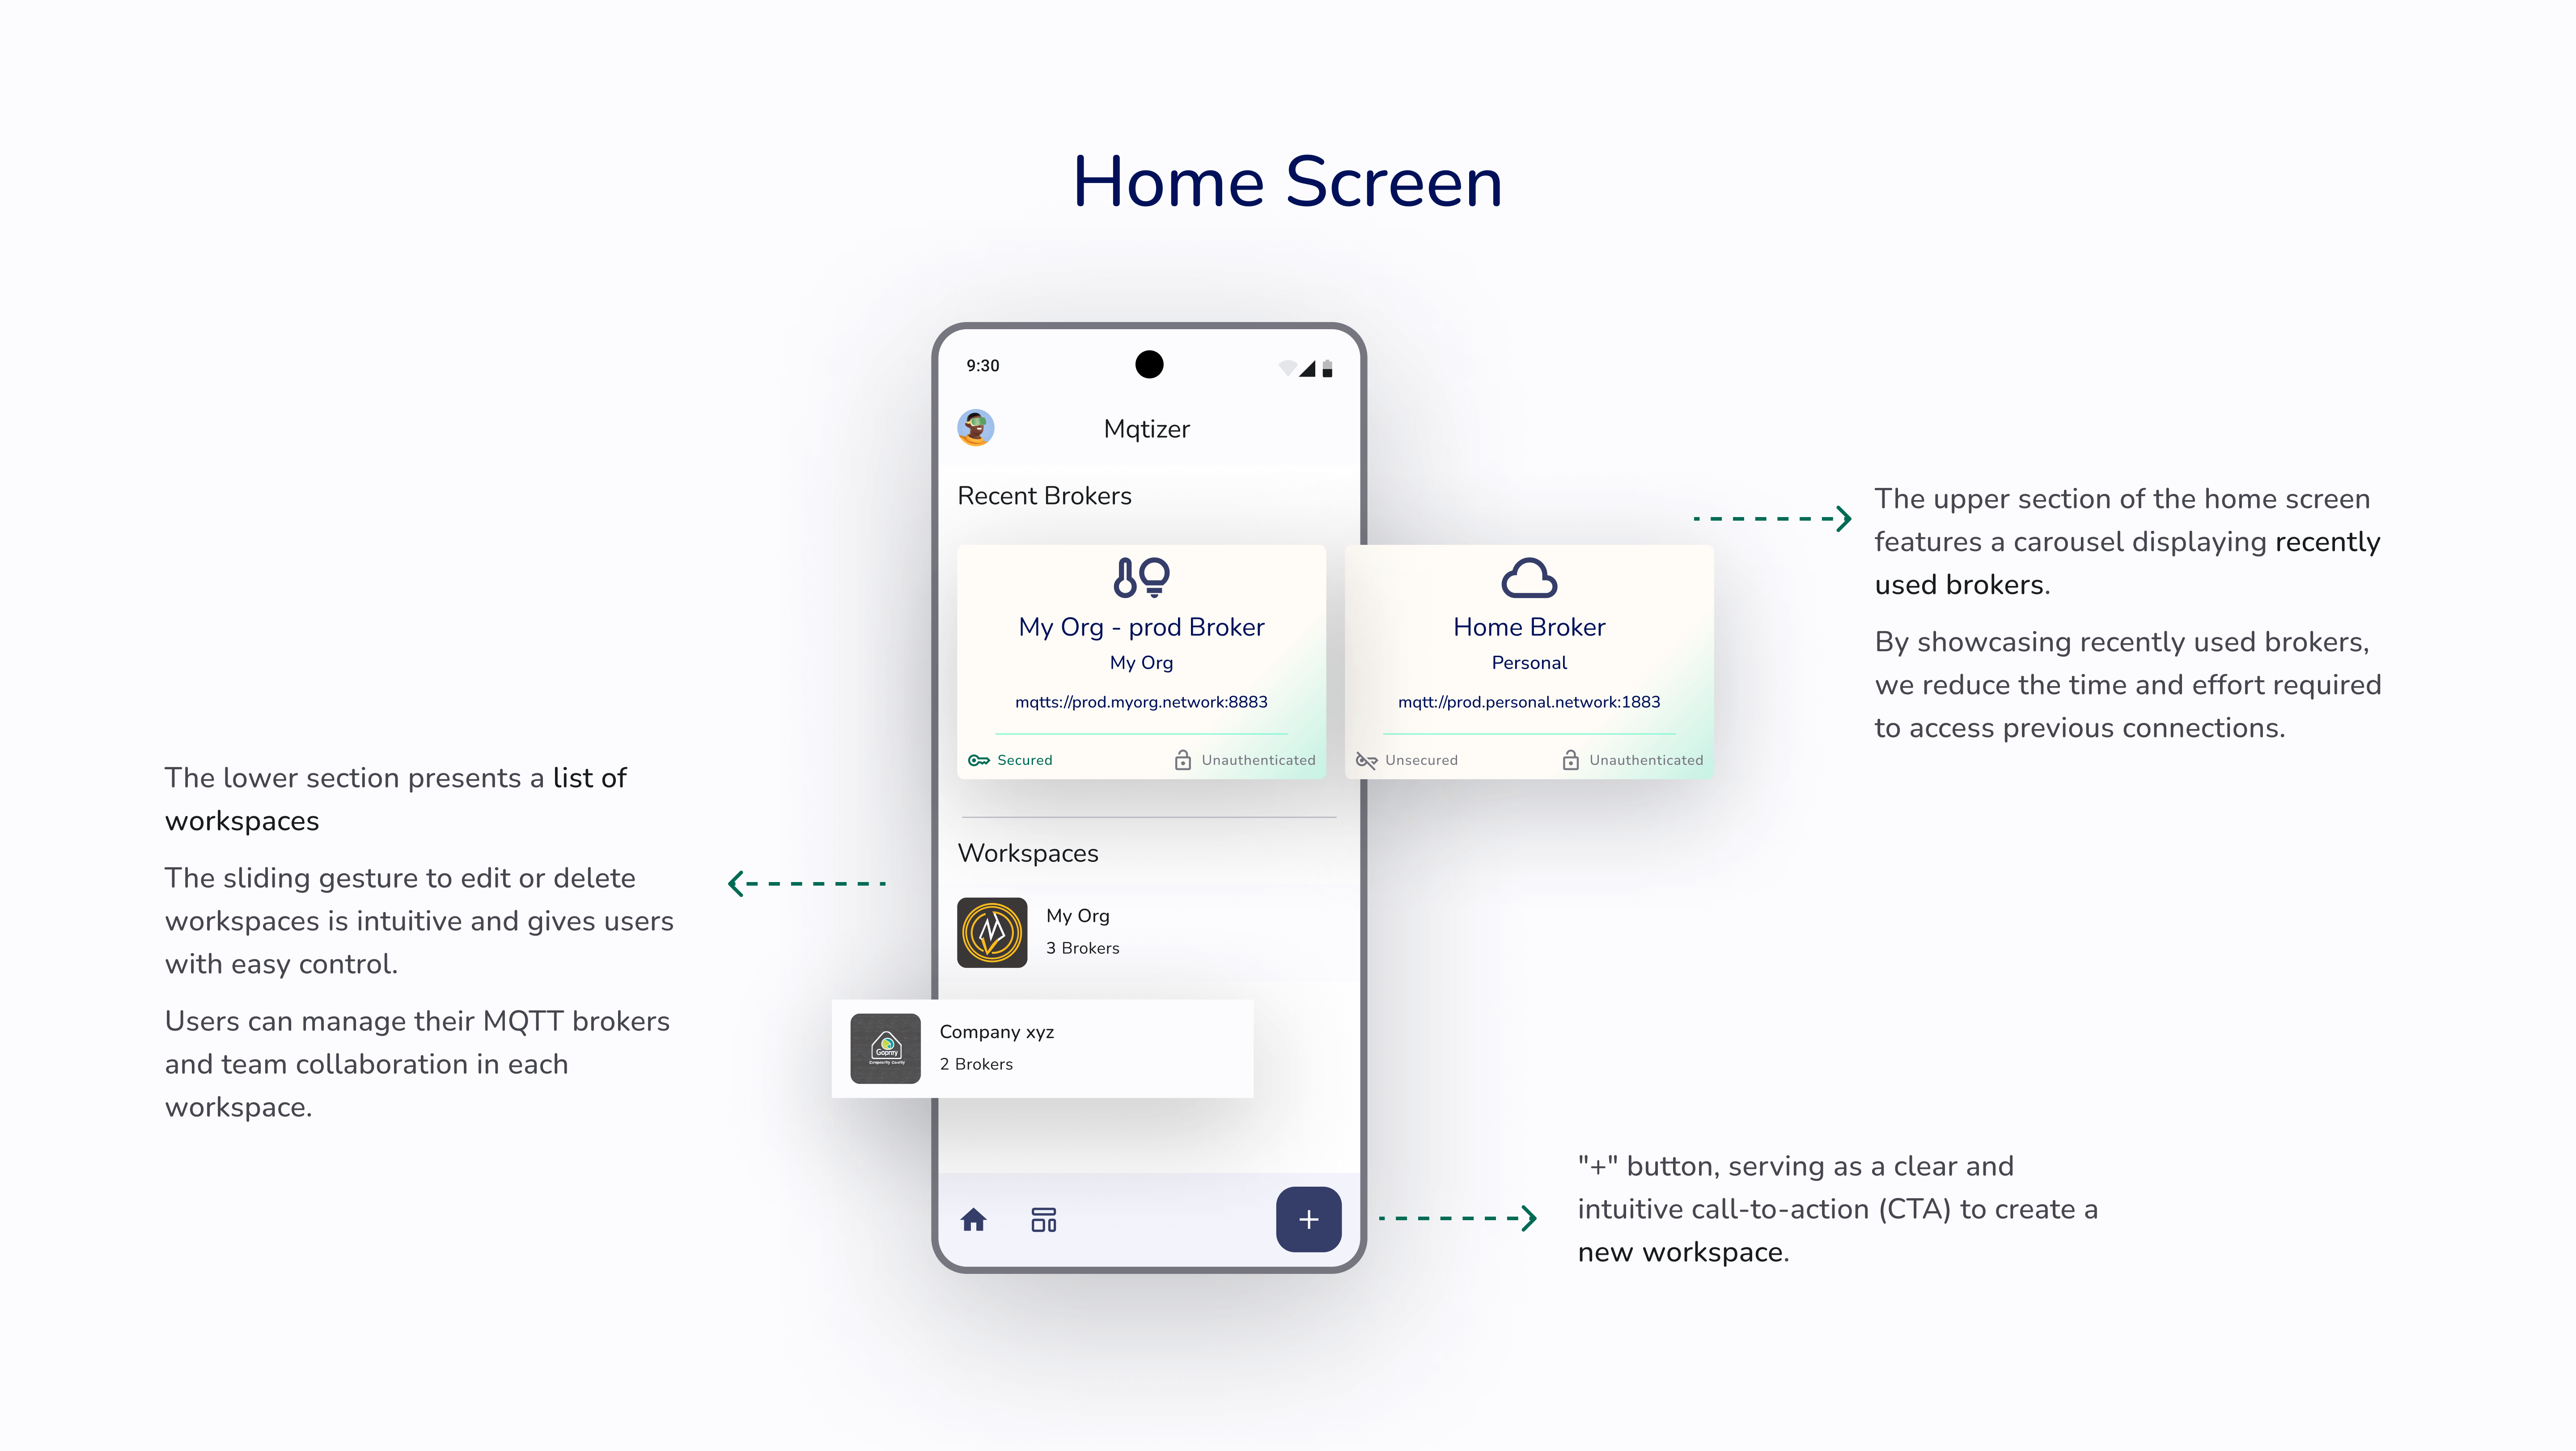 Home Screen
9:30
Mqtizer
Recent Brokers
My Org - prod Broker
My Org
mqtts://prod.myorg.network:8883
Secured
Unauthenticated
Home Broker
Personal
mqtt://prod.personal.network:1883
Unsecured
Unauthenticated
The upper section of the home screen
features a carousel displaying recently
used brokers.
By showcasing recently used brokers,
we reduce the time and effort required
to access previous connections.
The lower section presents a list of
workspaces
The sliding gesture to edit or delete
workspaces is intuitive and gives users
with easy control.
Users can manage their MQTT brokers
and team collaboration in each
workspace.
Workspaces
My Org
3 Brokers
Company xyz
2 Brokers
"+" button, serving as a clear and
intuitive call-to-action (CTA) to create a
new workspace.